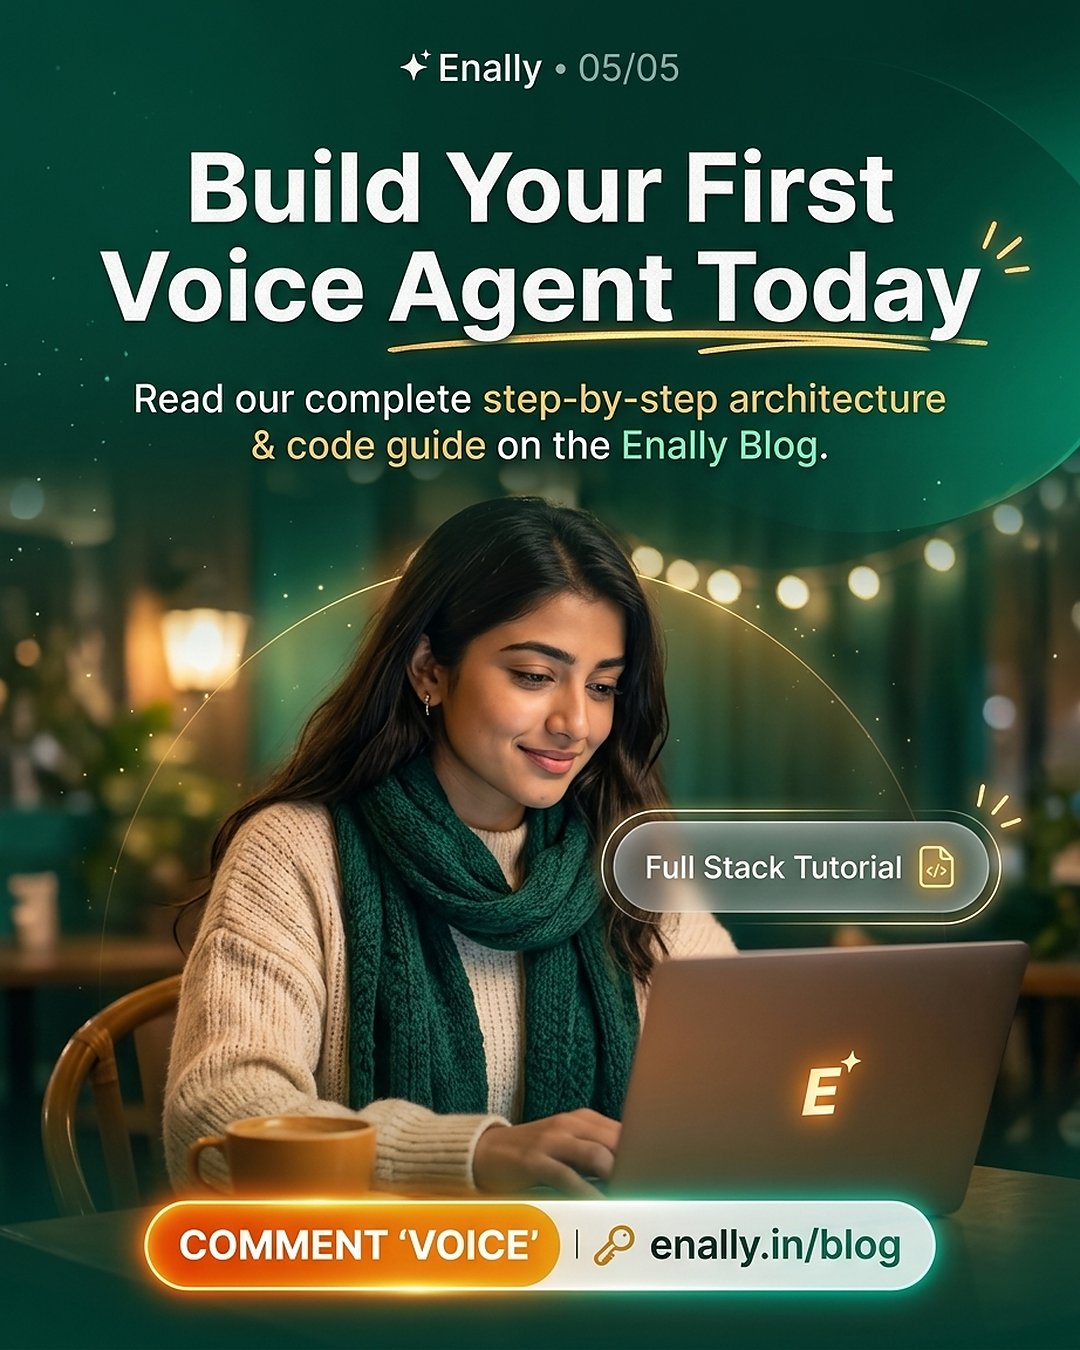 Enally • 05/05
Build Your First
Voice Agent Today
Read our complete step-by-step architecture
& code guide on the Enally Blog.
Full Stack Tutorial </>
E
COMMENT ‘VOICE’ | enally.in/blog